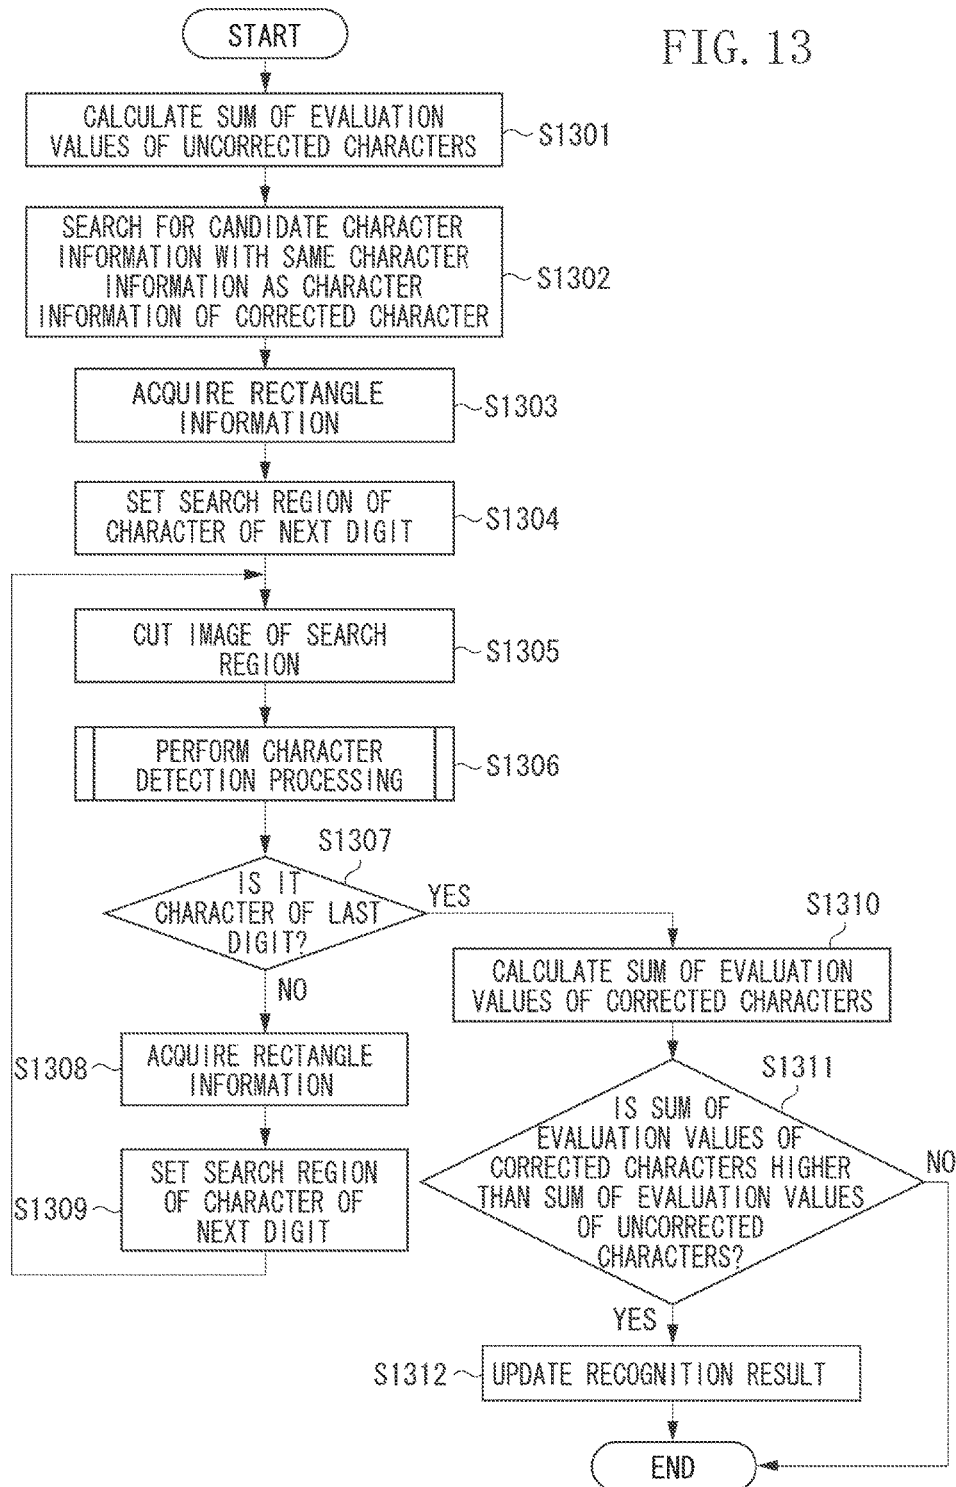 FIG. 13
START
CALCULATE SUM OF EVALUATION
VALUES OF UNCORRECTED CHARACTERS
S1301
SEARCH FOR CANDIDATE CHARACTER
INFORMATION WITH SAME CHARACTER
INFORMATION AS CHARACTER
INFORMATION OF CORRECTED CHARACTER
S1302
ACQUIRE RECTANGLE
INFORMATION
S1303
SET SEARCH REGION OF
CHARACTER OF NEXT DIGIT
S1304
CUT IMAGE OF SEARCH
REGION
S1305
PERFORM CHARACTER
DETECTION PROCESSING
S1306
S1307
IS IT
CHARACTER OF LAST
DIGIT?
YES
NO
S1308
ACQUIRE RECTANGLE
INFORMATION
S1309
SET SEARCH REGION
OF CHARACTER OF
NEXT DIGIT
S1310
CALCULATE SUM OF EVALUATION
VALUES OF CORRECTED CHARACTERS
S1311
IS SUM OF
EVALUATION VALUES OF
CORRECTED CHARACTERS HIGHER
THAN SUM OF EVALUATION VALUES
OF UNCORRECTED
CHARACTERS?
NO
YES
S1312
UPDATE RECOGNITION RESULT
END